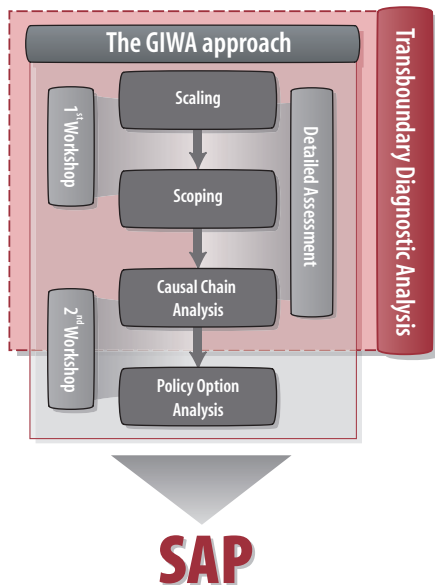 The GIWA approach
Transboundary Diagnostic Analysis
Scaling
1st Workshop
Detailed Assessment
Scoping
Causal Chain
Analysis
2nd Workshop
Policy Option
Analysis
SAP